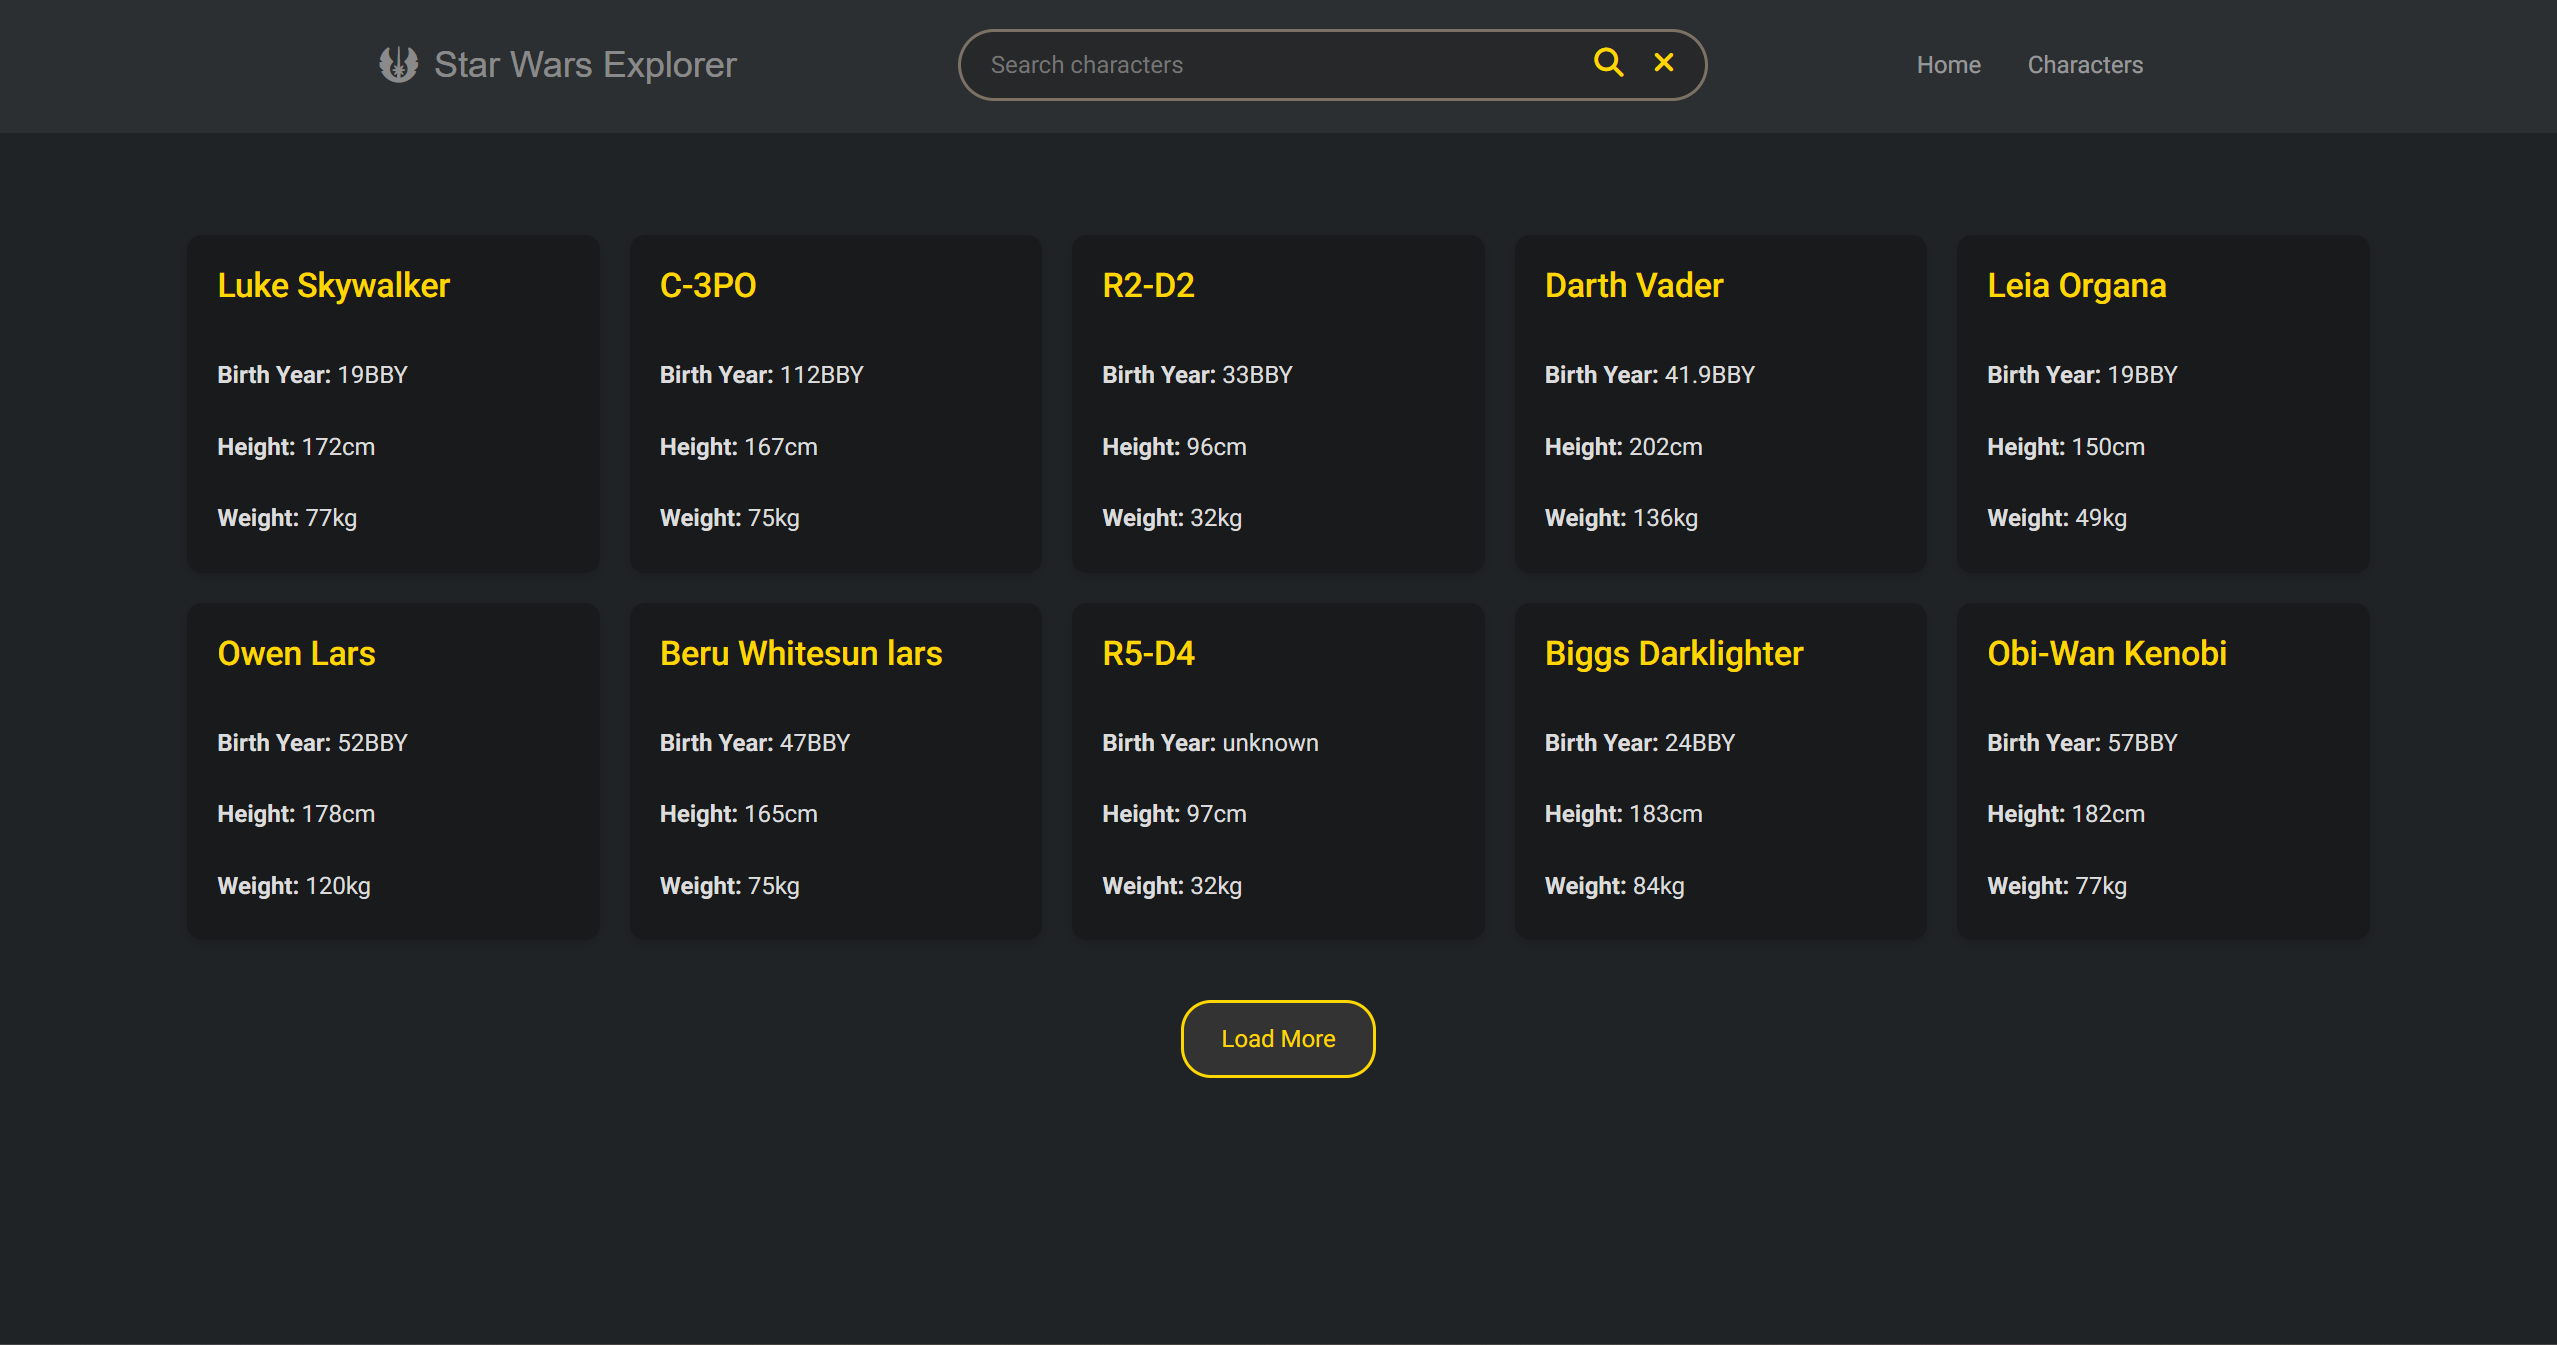 Star Wars Explorer
Search characters
Home
Characters
Luke Skywalker
Birth Year: 19BBY
Height: 172cm
Weight: 77kg
C-3PO
Birth Year: 112BBY
Height: 167cm
Weight: 75kg
R2-D2
Birth Year: 33BBY
Height: 96cm
Weight: 32kg
Darth Vader
Birth Year: 41.9BBY
Height: 202cm
Weight: 136kg
Leia Organa
Birth Year: 19BBY
Height: 150cm
Weight: 49kg
Owen Lars
Birth Year: 52BBY
Height: 178cm
Weight: 120kg
Beru Whitesun lars
Birth Year: 47BBY
Height: 165cm
Weight: 75kg
R5-D4
Birth Year: unknown
Height: 97cm
Weight: 32kg
Biggs Darklighter
Birth Year: 24BBY
Height: 183cm
Weight: 84kg
Obi-Wan Kenobi
Birth Year: 57BBY
Height: 182cm
Weight: 77kg
Load More